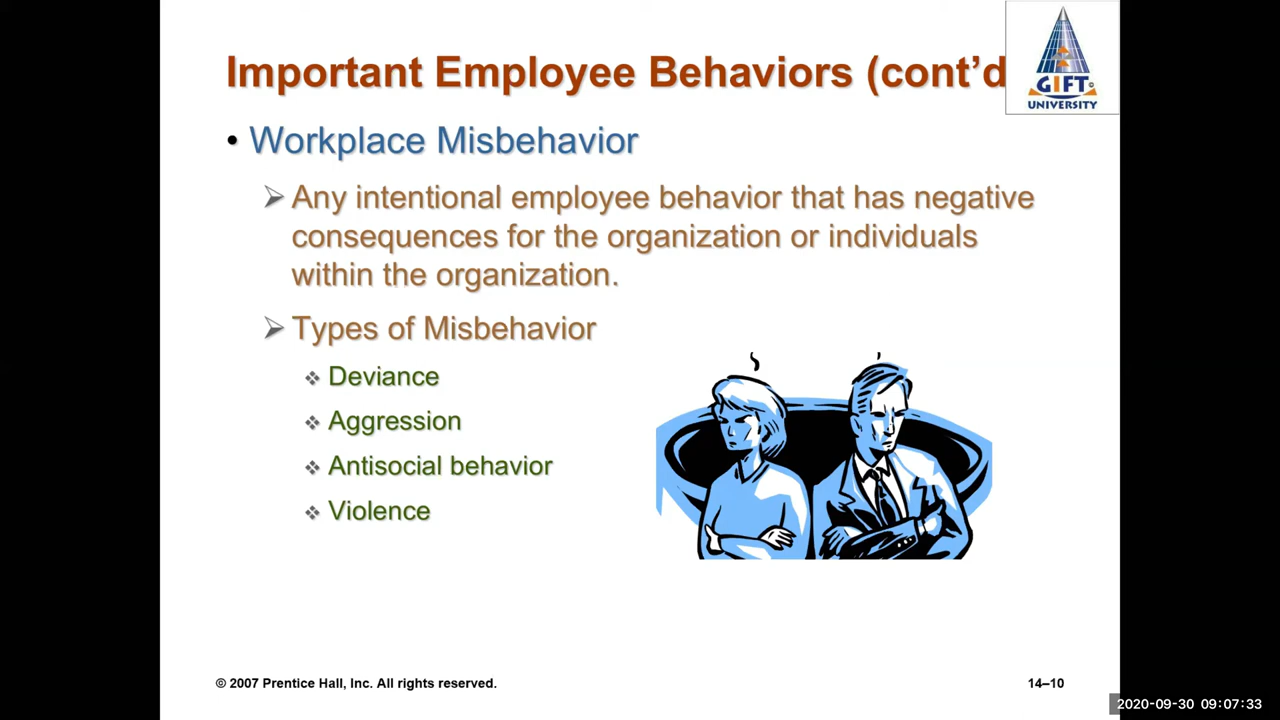 Important Employee Behaviors (cont’d
GIFT
UNIVERSITY
• Workplace Misbehavior
Any intentional employee behavior that has negative
consequences for the organization or individuals
within the organization.
Types of Misbehavior
Deviance
Aggression
Antisocial behavior
Violence
© 2007 Prentice Hall, Inc. All rights reserved.
14–10
2020-09-30 09:07:33